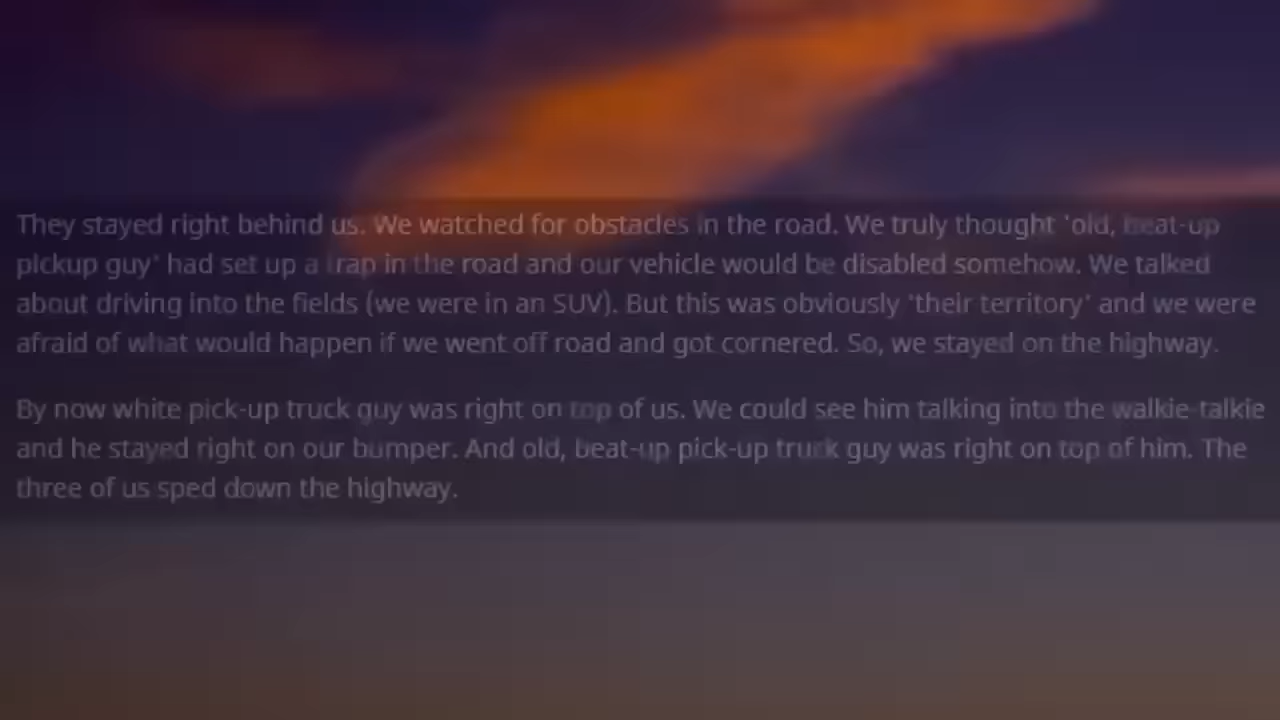 They stayed right behind us. We watched for obstacles in the road. We truly thought 'old, beat-up
pickup guy' had set up a trap in the road and our vehicle would be disabled somehow. We talked
about driving into the fields (we were in an SUV). But this was obviously 'their territory' and we were
afraid of what would happen if we went off road and got cornered. So, we stayed on the highway.
By now white pick-up truck guy was right on top of us. We could see him talking into the walkie-talkie
and he stayed right on our bumper. And old, beat-up pick-up truck guy was right on top of him. The
three of us sped down the highway.